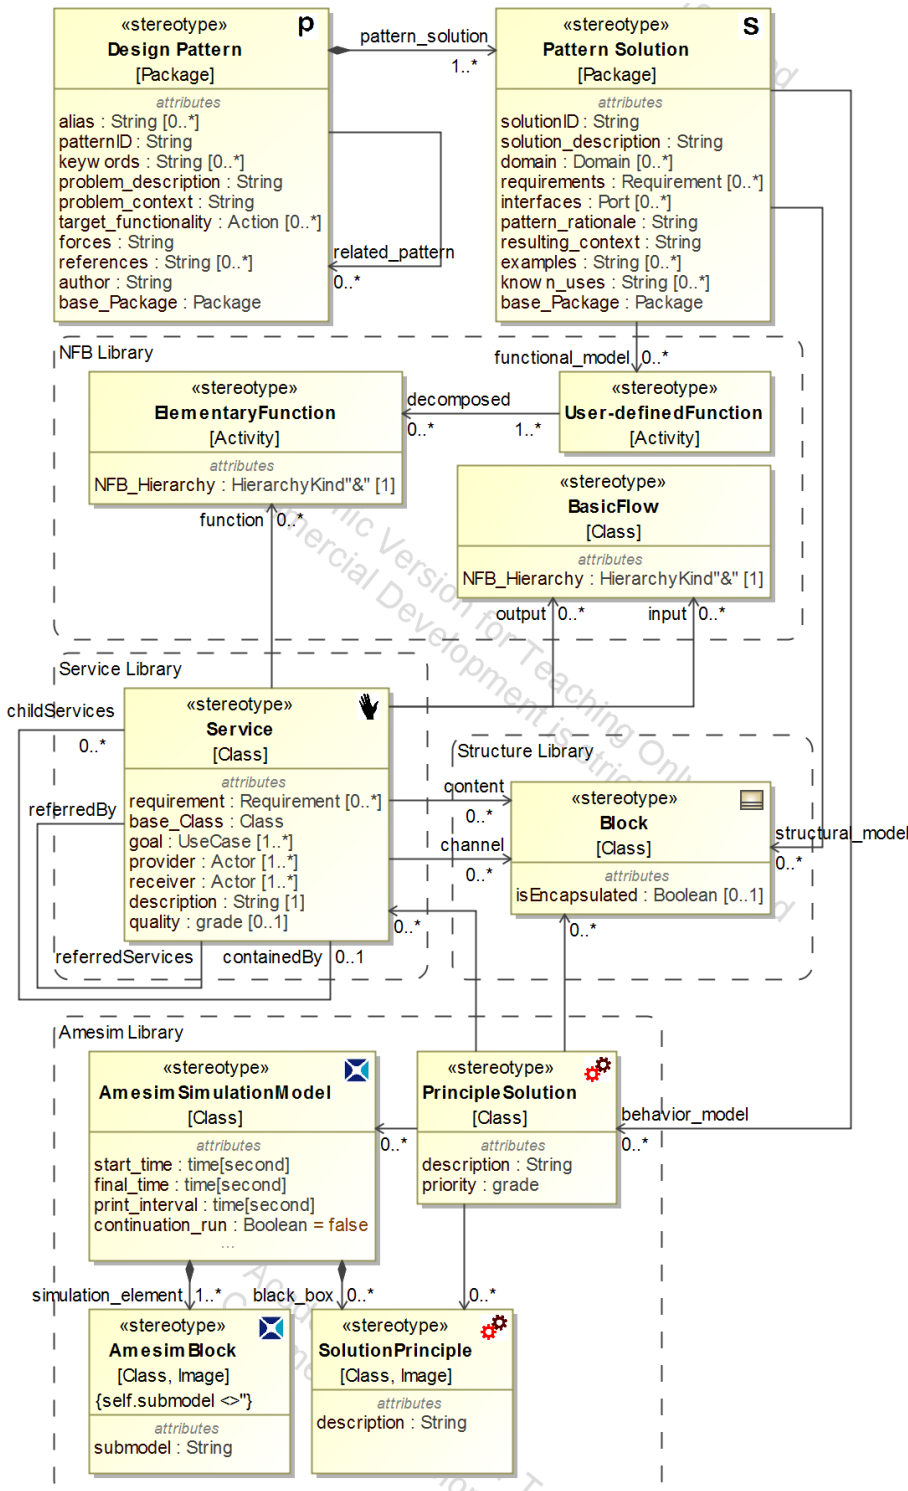 «stereotype»
Design Pattern
[Package]
p
attributes
alias : String [0..*]
patternID : String
keywords : String [0..*]
problem_description : String
problem_context : String
target_functionality : Action [0..*]
forces : String
references : String [0..*]
author : String
base_Package : Package
pattern_solution
1..*
related_pattern
0..*
«stereotype»
Pattern Solution
[Package]
S
attributes
solutionID : String
solution_description : String
domain : Domain [0..*]
requirements : Requirement [0..*]
interfaces : Port [0..*]
pattern_rationale : String
resulting_context : String
examples : String [0..*]
known_uses : String [0..*]
base_Package : Package
functional_model
0..*
NFB Library
«stereotype»
ElementaryFunction
[Activity]
attributes
NFB_Hierarchy : HierarchyKind"&" [1]
decomposed
0..*
1..*
«stereotype»
User-definedFunction
[Activity]
«stereotype»
BasicFlow
[Class]
attributes
NFB_Hierarchy : HierarchyKind"&" [1]
function
0..*
output
0..*
input
0..*
Service Library
«stereotype»
Service
[Class]
attributes
requirement : Requirement [0..*]
base_Class : Class
goal : UseCase [1..*]
provider : Actor [1..*]
receiver : Actor [1..*]
description : String [1]
quality : grade [0..1]
childServices
0..*
referredBy
referredServices
containedBy
0..1
content
0..*
channel
0..*
0..*
Structure Library
«stereotype»
Block
[Class]
attributes
isEncapsulated : Boolean [0..1]
structural_model
0..*
0..*
Amesim Library
«stereotype»
AmesimSimulationModel
[Class]
attributes
start_time : time[second]
final_time : time[second]
print_interval : time[second]
continuation_run : Boolean = false
...
0..*
«stereotype»
PrincipleSolution
[Class]
attributes
description : String
priority : grade
behavior_model
0..*
simulation_element
1..*
black_box
0..*
0..*
«stereotype»
AmesimBlock
[Class, Image]
{self.submodel <>''}
attributes
submodel : String
«stereotype»
SolutionPrinciple
[Class, Image]
attributes
description : String
Version for Teaching Only
Development is Stric